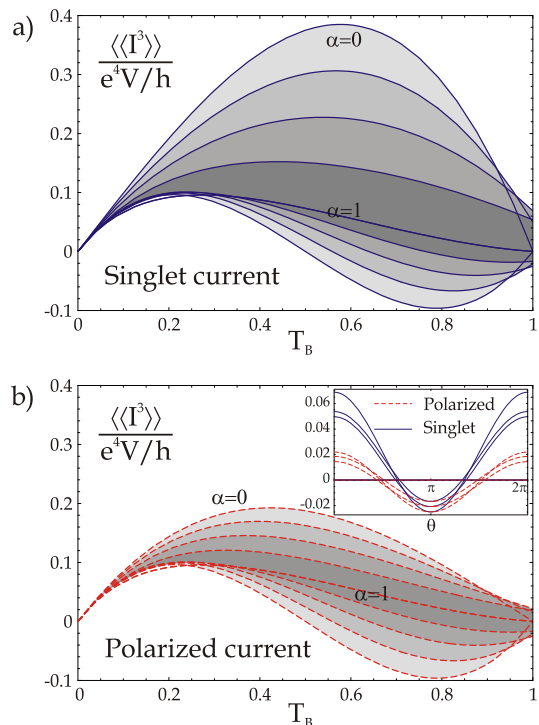 a)
⟨⟨I³⟩⟩
e⁴V/h
α=0
α=1
Singlet current
0.4
0.3
0.2
0.1
0
-0.1
0 0.2 0.4 0.6 0.8 1
T_B
b)
⟨⟨I³⟩⟩
e⁴V/h
α=0
α=1
Polarized current
0.4
0.3
0.2
0.1
0
-0.1
0 0.2 0.4 0.6 0.8 1
T_B
Polarized
Singlet
0.06
0.04
0.02
0
-0.02
π 2π
θ